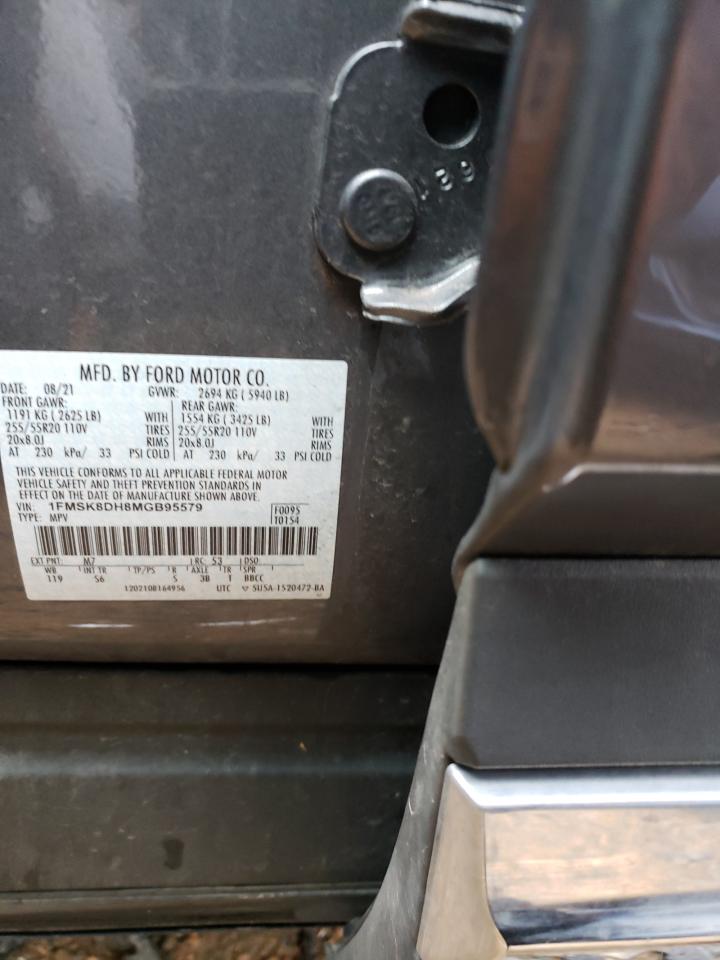 MFD. BY FORD MOTOR CO.
DATE: 08/21 GVWR: 2694 KG ( 5940 LB)
FRONT GAWR: REAR GAWR:
1191 KG ( 2625 LB) WITH 1554 KG ( 3425 LB) WITH
255/55R20 110V TIRES 255/55R20 110V TIRES
20x8.0J RIMS 20x8.0J RIMS
AT 230 kPa/ 33 PSI COLD AT 230 kPa/ 33 PSI COLD
THIS VEHICLE CONFORMS TO ALL APPLICABLE FEDERAL MOTOR
VEHICLE SAFETY AND THEFT PREVENTION STANDARDS IN
EFFECT ON THE DATE OF MANUFACTURE SHOWN ABOVE.
VIN: 1FMSK8DH8MGB95579 F0095
TYPE: MPV T0154
EXT PNT: M7 RC: 53 DSO:
WB INT TR TP/PS R AXLE TR SPR
119 S6 S 3B T BBCC
1202108164956 UTC ▽ 5USA-1520472-BA